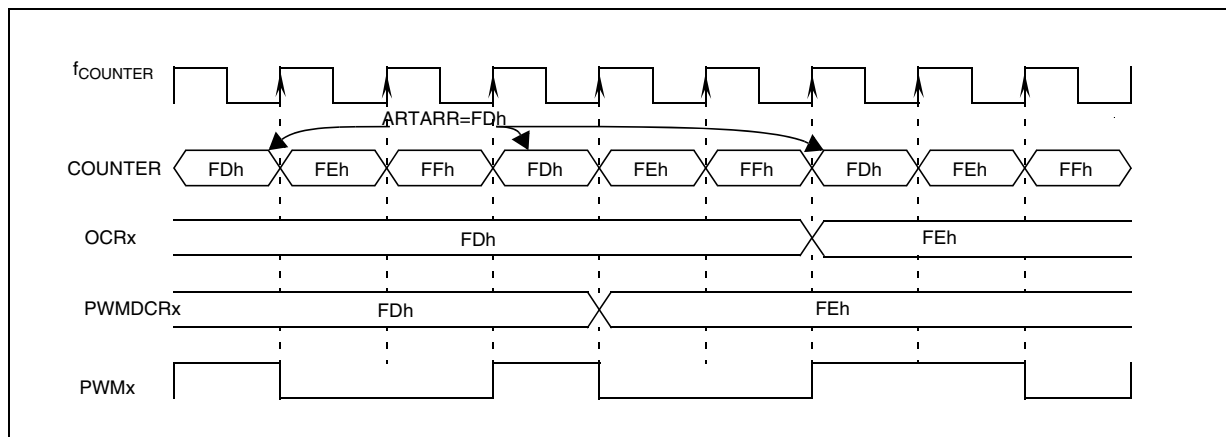 fCOUNTER
ARTARR=FDh
COUNTER FDh FEh FFh FDh FEh FFh FDh FEh FFh
OCRx FDh FEh
PWMDCRx FDh FEh
PWMx